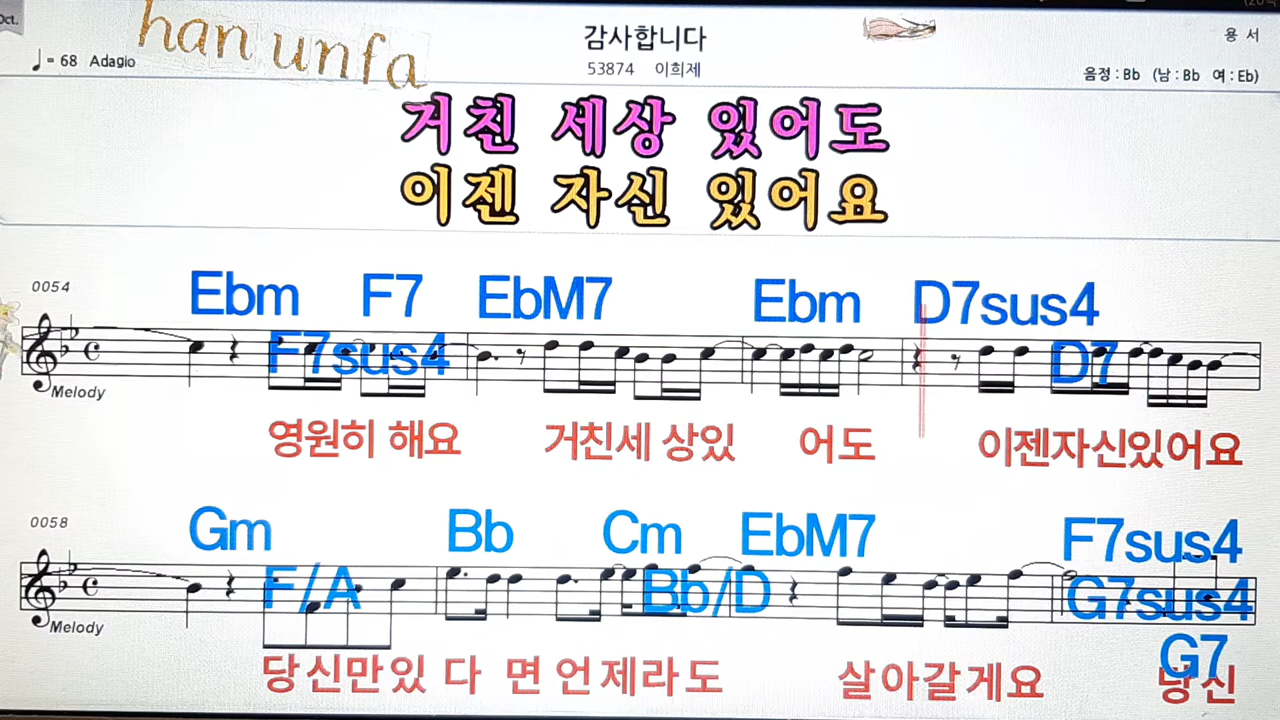 Oct.
han unfa
♩= 68 Adagio
감사합니다
53874 이희제
용 서
음정 : Bb (남 : Bb 여 : Eb)
거친 세상 있어도
이젠 자신 있어요
0054
Ebm F7 EbM7 Ebm D7sus4
F7sus4 D7
Melody
영원히 해요 거친세 상있 어도 이젠자신있어요
0058
Gm Bb Cm EbM7 F7sus4
F/A Bb/D G7sus4
G7
Melody
당신만있 다 면 언 제라도 살아갈게요 당신